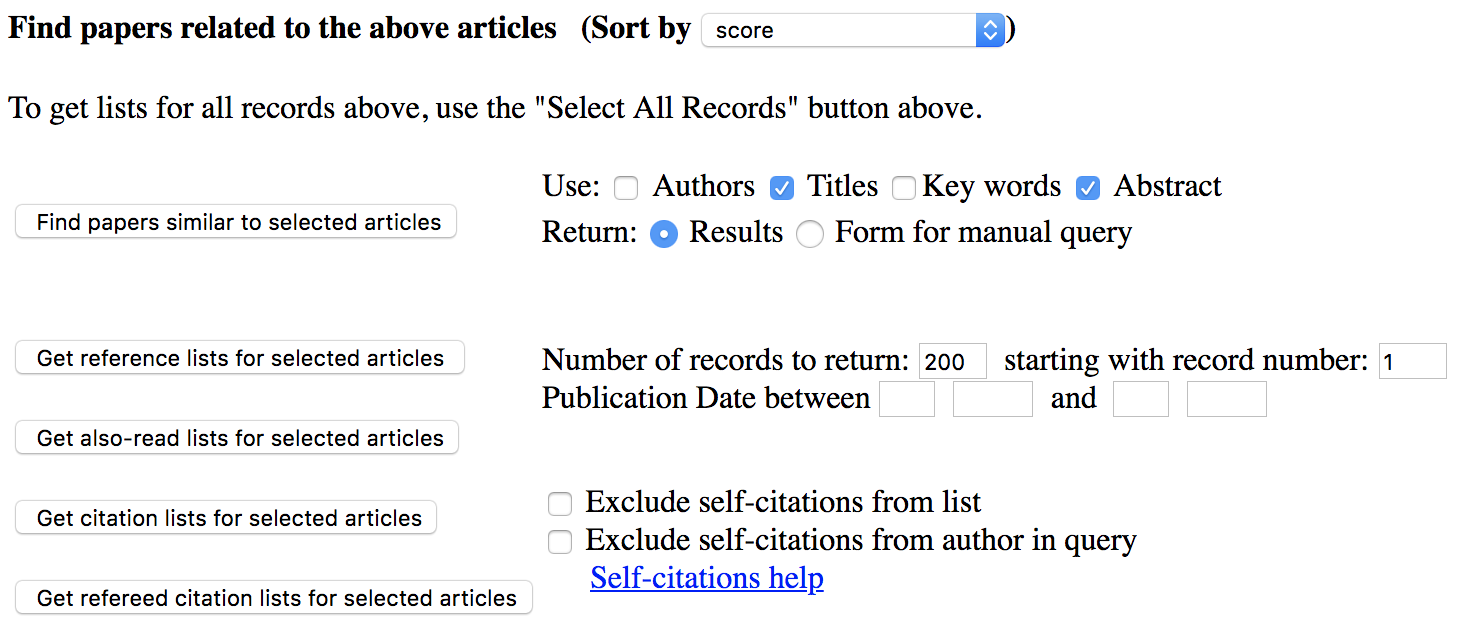 Find papers related to the above articles (Sort by score )
To get lists for all records above, use the "Select All Records" button above.
Use: Authors Titles Key words Abstract
Find papers similar to selected articles
Return: Results Form for manual query
Get reference lists for selected articles
Number of records to return: 200 starting with record number: 1
Publication Date between and
Get also-read lists for selected articles
Exclude self-citations from list
Get citation lists for selected articles
Exclude self-citations from author in query
Self-citations help
Get refereed citation lists for selected articles